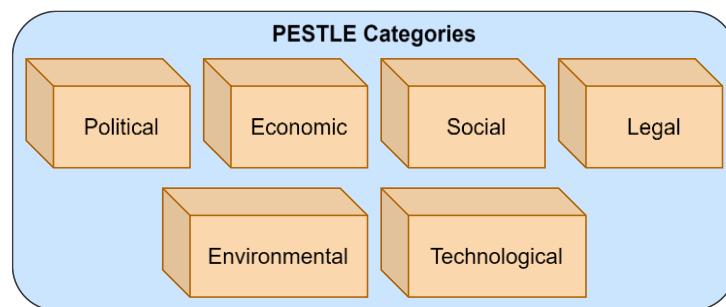 PESTLE Categories
Political
Economic
Social
Legal
Environmental
Technological